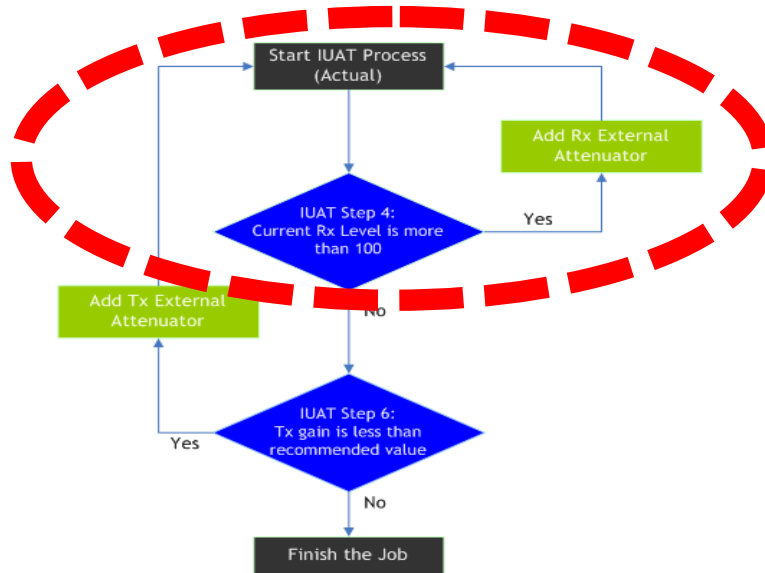 Start IUAT Process
(Actual)
Add Rx External
Attenuator
IUAT Step 4:
Current Rx Level is more
than 100
Yes
Add Tx External
Attenuator
No
IUAT Step 6:
Tx gain is less than
recommended value
Yes
No
Finish the Job